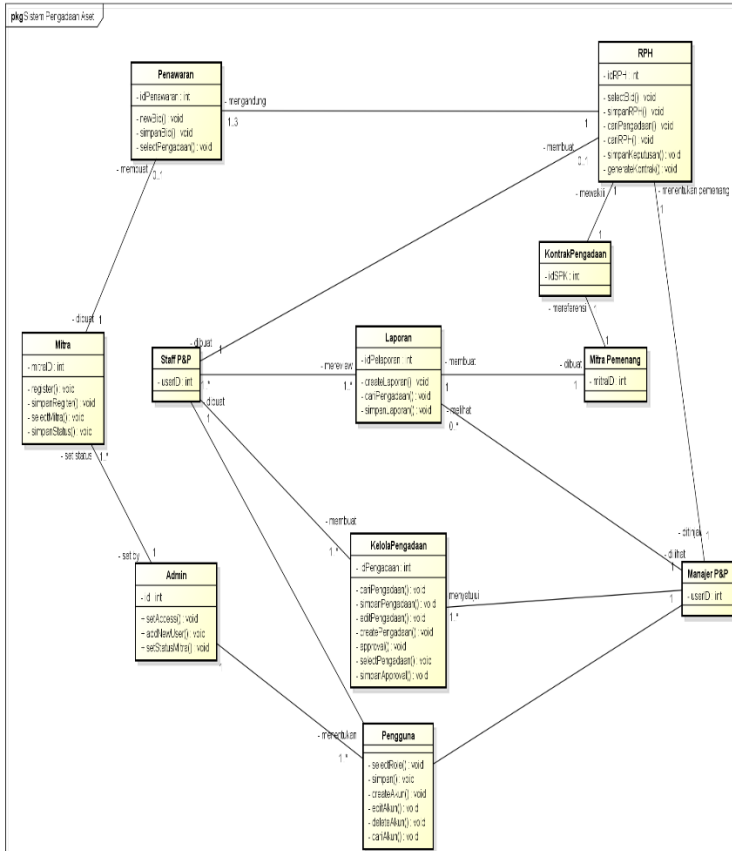 pkg Sistem Pengadaan Aset
Penawaran
- idPenawaran : int
- newBid() : void
- simpanBid() : void
- selectPengadaan() : void
RPH
- idRPH : int
- selectBid() : void
- simpanRPH() : void
- cariPengadaan() : void
- cariRPH() : void
- simpanKeputusan() : void
- generateKontrak() : void
- mengandung
1..3
1
- membuat
0..1
- membuat
0..1
- mewakili
1
- menentukan pemenang
1
KontrakPengadaan
- idSPK : int
1
- mereferensi
1
Mitra Pemenang
- mitraID : int
1
- dibuat
1
Mitra
- mitraID : int
- register() : void
- simpanRegiter() : void
- selectMitra() : void
- simpanStatus() : void
- dibuat
1
Staff P&P
- userID : int
- dibuat
1
1..*
- mereview
1..*
Laporan
- idPelaporan : int
- createLaporan() : void
- cariPengadaan() : void
- simpanLaporan() : void
- membuat
1
- dibuat
1
- melihat
0..*
- set status
1..*
- set by
1
Admin
- id : int
- setAccess() : void
- addNewUser() : void
- setStatusMitra() : void
- membuat
1..*
KelolaPengadaan
- idPengadaan : int
- cariPengadaan() : void
- simpanPengadaan() : void
- editPengadaan() : void
- createPengadaan() : void
- approval() : void
- selectPengadaan() : void
- simpanApproval() : void
menyetujui
1..*
- ditinjau
1
- dilihat
1
1
Manajer P&P
- userID : int
- menentukan
1..*
Pengguna
- selectRole() : void
- simpan() : void
- createAkun() : void
- editAkun() : void
- deleteAkun() : void
- cariAkun() : void